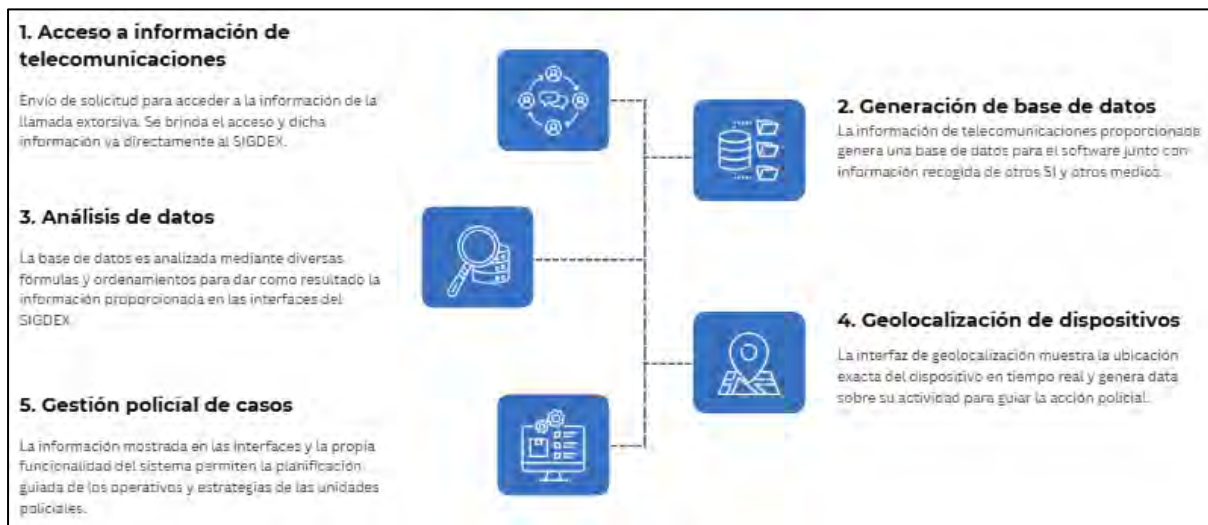 1. Acceso a información de
telecomunicaciones
Envío de solicitud para acceder a la información de la
llamada extorsiva. Se brinda el acceso y dicha
información va directamente al SIGDEX.
2. Generación de base de datos
La información de telecomunicaciones proporcionada
genera una base de datos para el software junto con
información recogida de otros SI y otros medios.
3. Análisis de datos
La base de datos es analizada mediante diversas
fórmulas y ordenamientos para dar como resultado la
información proporcionada en las interfaces del
SIGDEX.
4. Geolocalización de dispositivos
La interfaz de geolocalización muestra la ubicación
exacta del dispositivo en tiempo real y genera data
sobre su actividad para guiar la acción policial.
5. Gestión policial de casos
La información mostrada en las interfaces y la propia
funcionalidad del sistema permiten la planificación
guiada de los operativos y estrategias de las unidades
policiales.